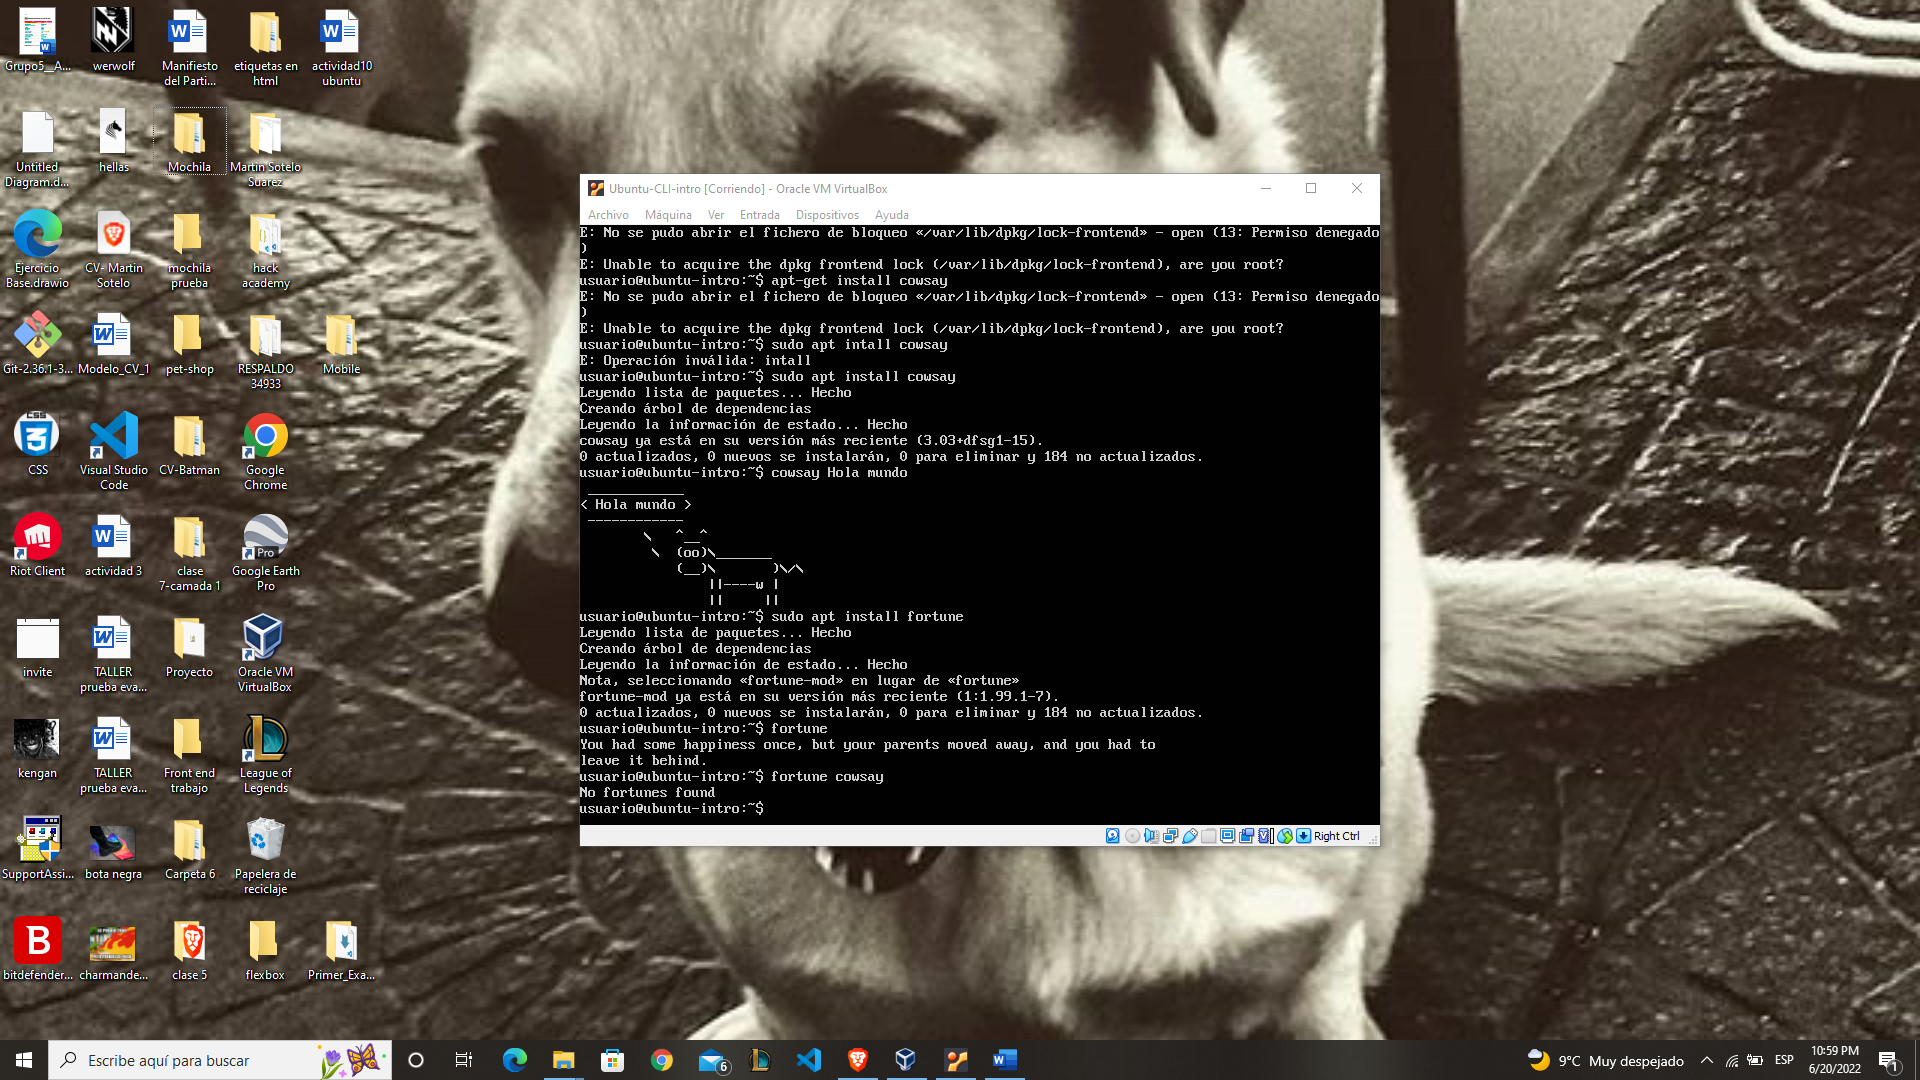 Grupo5__A...
werwolf
Manifiesto
del Parti...
etiquetas en
html
actividad10
ubuntu
Untitled
Diagram.d...
hellas
Mochila
Martin Sotelo
Suarez
Ejercicio
Base.drawio
CV- Martin
Sotelo
mochila
prueba
hack
academy
Git-2.36.1-3...
Modelo_CV_1
pet-shop
RESPALDO
34933
Mobile
CSS
Visual Studio
Code
CV-Batman
Google
Chrome
Riot Client
actividad 3
clase
7-camada 1
Pro
Google Earth
Pro
invite
TALLER
prueba eva...
Proyecto
Oracle VM
VirtualBox
kengan
TALLER
prueba eva...
Front end
trabajo
League of
Legends
SupportAssi...
bota negra
Carpeta 6
Papelera de
reciclaje
bitdefender...
charmande...
clase 5
flexbox
Primer_Exa...
Ubuntu-CLI-intro [Corriendo] - Oracle VM VirtualBox
Archivo Máquina Ver Entrada Dispositivos Ayuda
E: No se pudo abrir el fichero de bloqueo «/var/lib/dpkg/lock-frontend» - open (13: Permiso denegado
)
E: Unable to acquire the dpkg frontend lock (/var/lib/dpkg/lock-frontend), are you root?
usuario@ubuntu-intro:~$ apt-get install cowsay
E: No se pudo abrir el fichero de bloqueo «/var/lib/dpkg/lock-frontend» - open (13: Permiso denegado
)
E: Unable to acquire the dpkg frontend lock (/var/lib/dpkg/lock-frontend), are you root?
usuario@ubuntu-intro:~$ sudo apt intall cowsay
E: Operación inválida: intall
usuario@ubuntu-intro:~$ sudo apt install cowsay
Leyendo lista de paquetes... Hecho
Creando árbol de dependencias
Leyendo la información de estado... Hecho
cowsay ya está en su versión más reciente (3.03+dfsg1-15).
0 actualizados, 0 nuevos se instalarán, 0 para eliminar y 184 no actualizados.
usuario@ubuntu-intro:~$ cowsay Hola mundo
 ____________
< Hola mundo >
 ------------
        \   ^__^
         \  (oo)\_______
            (__)\       )\/\
                ||----w |
                ||     ||
usuario@ubuntu-intro:~$ sudo apt install fortune
Leyendo lista de paquetes... Hecho
Creando árbol de dependencias
Leyendo la información de estado... Hecho
Nota, seleccionando «fortune-mod» en lugar de «fortune»
fortune-mod ya está en su versión más reciente (1:1.99.1-7).
0 actualizados, 0 nuevos se instalarán, 0 para eliminar y 184 no actualizados.
usuario@ubuntu-intro:~$ fortune
You had some happiness once, but your parents moved away, and you had to
leave it behind.
usuario@ubuntu-intro:~$ fortune cowsay
No fortunes found
usuario@ubuntu-intro:~$
Right Ctrl
Escribe aquí para buscar
6
9°C Muy despejado
ESP
10:59 PM
6/20/2022
1